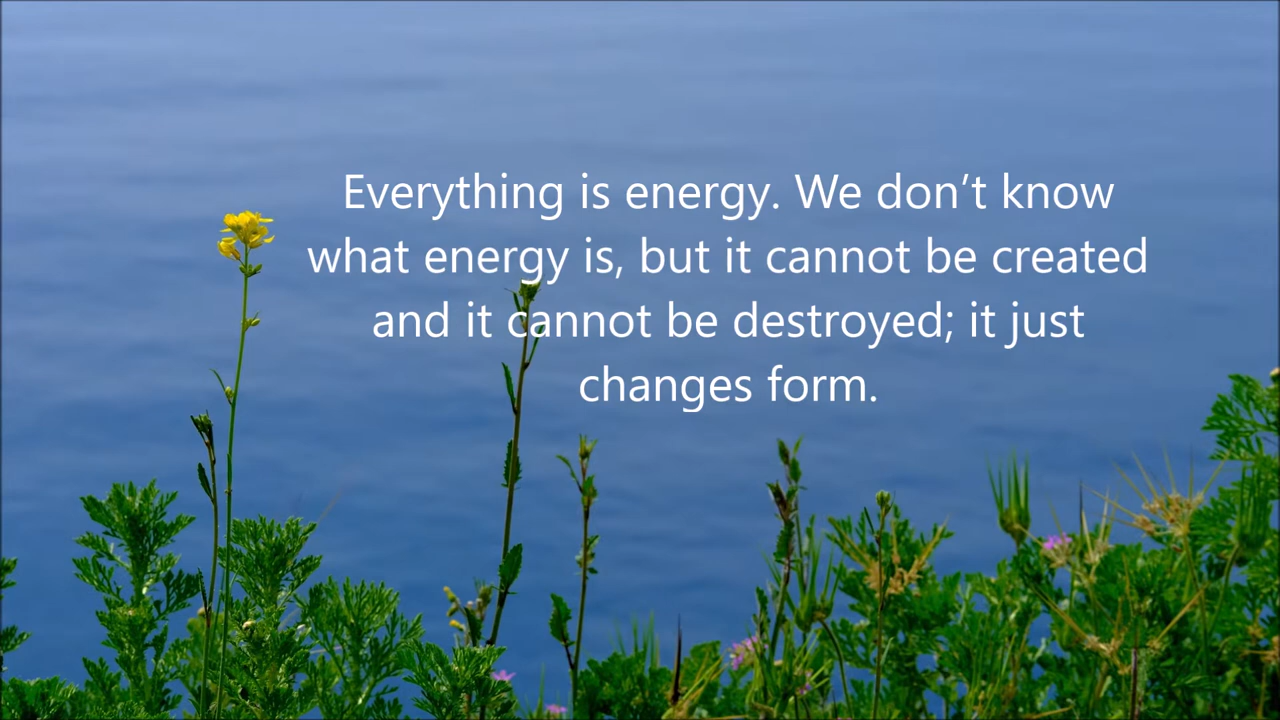 Everything is energy. We don’t know
what energy is, but it cannot be created
and it cannot be destroyed; it just
changes form.